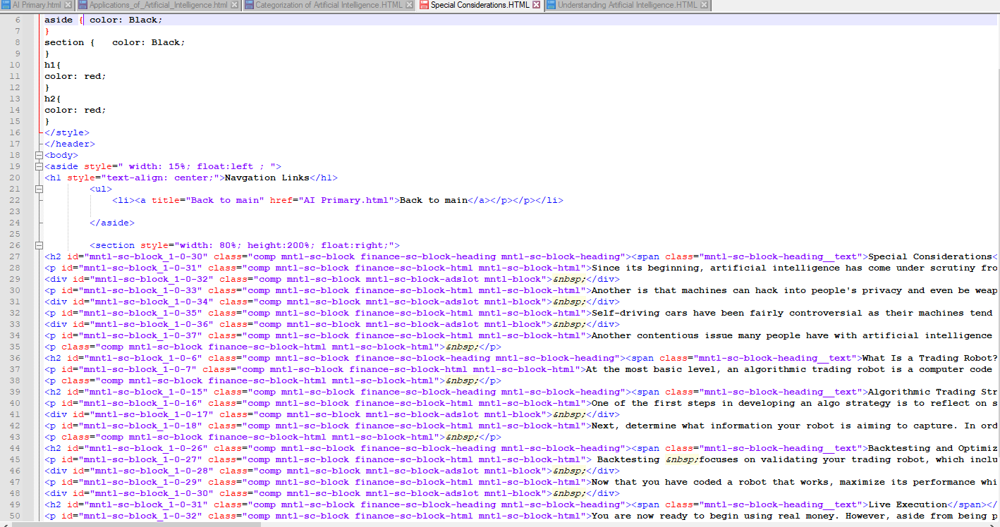 AI Primary.html Applications_of_Artificial_Intelligence.html Categorization of Artificial Intelligence.HTML Special Considerations.HTML Understanding Artificial Intelligence.HTML
6 aside { color: Black;
7 }
8 section { color: Black;
9 }
10 h1{
11 color: red;
12 }
13 h2{
14 color: red;
15 }
16 </style>
17 </header>
18 <body>
19 <aside style=" width: 15%; float:left ; ">
20 <h1 style="text-align: center;">Navgation Links</h1>
21 <ul>
22 <li><a title="Back to main" href="AI Primary.html">Back to main</a></p></p></li>
23
24 </aside>
25
26 <section style="width: 80%; height:200%; float:right;">
27 <h2 id="mntl-sc-block_1-0-30" class="comp mntl-sc-block finance-sc-block-heading mntl-sc-block-heading"><span class="mntl-sc-block-heading__text">Special Considerations<
28 <p id="mntl-sc-block_1-0-31" class="comp mntl-sc-block finance-sc-block-html mntl-sc-block-html">Since its beginning, artificial intelligence has come under scrutiny fro
29 <div id="mntl-sc-block_1-0-32" class="comp mntl-sc-block mntl-sc-block-adslot mntl-block">&nbsp;</div>
30 <p id="mntl-sc-block_1-0-33" class="comp mntl-sc-block finance-sc-block-html mntl-sc-block-html">Another is that machines can hack into people's privacy and even be weap
31 <div id="mntl-sc-block_1-0-34" class="comp mntl-sc-block mntl-sc-block-adslot mntl-block">&nbsp;</div>
32 <p id="mntl-sc-block_1-0-35" class="comp mntl-sc-block finance-sc-block-html mntl-sc-block-html">Self-driving cars have been fairly controversial as their machines tend
33 <div id="mntl-sc-block_1-0-36" class="comp mntl-sc-block mntl-sc-block-adslot mntl-block">&nbsp;</div>
34 <p id="mntl-sc-block_1-0-37" class="comp mntl-sc-block finance-sc-block-html mntl-sc-block-html">Another contentious issue many people have with artificial intelligence
35 <p class="comp mntl-sc-block finance-sc-block-html mntl-sc-block-html">&nbsp;</p>
36 <h2 id="mntl-sc-block_1-0-6" class="comp mntl-sc-block finance-sc-block-heading mntl-sc-block-heading"><span class="mntl-sc-block-heading__text">What Is a Trading Robot?
37 <p id="mntl-sc-block_1-0-7" class="comp mntl-sc-block finance-sc-block-html mntl-sc-block-html">At the most basic level, an algorithmic trading robot is a computer code
38 <p class="comp mntl-sc-block finance-sc-block-html mntl-sc-block-html">&nbsp;</p>
39 <h2 id="mntl-sc-block_1-0-15" class="comp mntl-sc-block finance-sc-block-heading mntl-sc-block-heading"><span class="mntl-sc-block-heading__text">Algorithmic Trading Str
40 <p id="mntl-sc-block_1-0-16" class="comp mntl-sc-block finance-sc-block-html mntl-sc-block-html">One of the first steps in developing an algo strategy is to reflect on s
41 <div id="mntl-sc-block_1-0-17" class="comp mntl-sc-block mntl-sc-block-adslot mntl-block">&nbsp;</div>
42 <p id="mntl-sc-block_1-0-18" class="comp mntl-sc-block finance-sc-block-html mntl-sc-block-html">Next, determine what information your robot is aiming to capture. In ord
43 <p class="comp mntl-sc-block finance-sc-block-html mntl-sc-block-html">&nbsp;</p>
44 <h2 id="mntl-sc-block_1-0-26" class="comp mntl-sc-block finance-sc-block-heading mntl-sc-block-heading"><span class="mntl-sc-block-heading__text">Backtesting and Optimiz
45 <p id="mntl-sc-block_1-0-27" class="comp mntl-sc-block finance-sc-block-html mntl-sc-block-html"> Backtesting &nbsp;focuses on validating your trading robot, which inclu
46 <div id="mntl-sc-block_1-0-28" class="comp mntl-sc-block mntl-sc-block-adslot mntl-block">&nbsp;</div>
47 <p id="mntl-sc-block_1-0-29" class="comp mntl-sc-block finance-sc-block-html mntl-sc-block-html">Now that you have coded a robot that works, maximize its performance whi
48 <div id="mntl-sc-block_1-0-30" class="comp mntl-sc-block mntl-sc-block-adslot mntl-block">&nbsp;</div>
49 <h2 id="mntl-sc-block_1-0-31" class="comp mntl-sc-block finance-sc-block-heading mntl-sc-block-heading"><span class="mntl-sc-block-heading__text">Live Execution</span></
50 <p id="mntl-sc-block_1-0-32" class="comp mntl-sc-block finance-sc-block-html mntl-sc-block-html">You are now ready to begin using real money. However, aside from being p